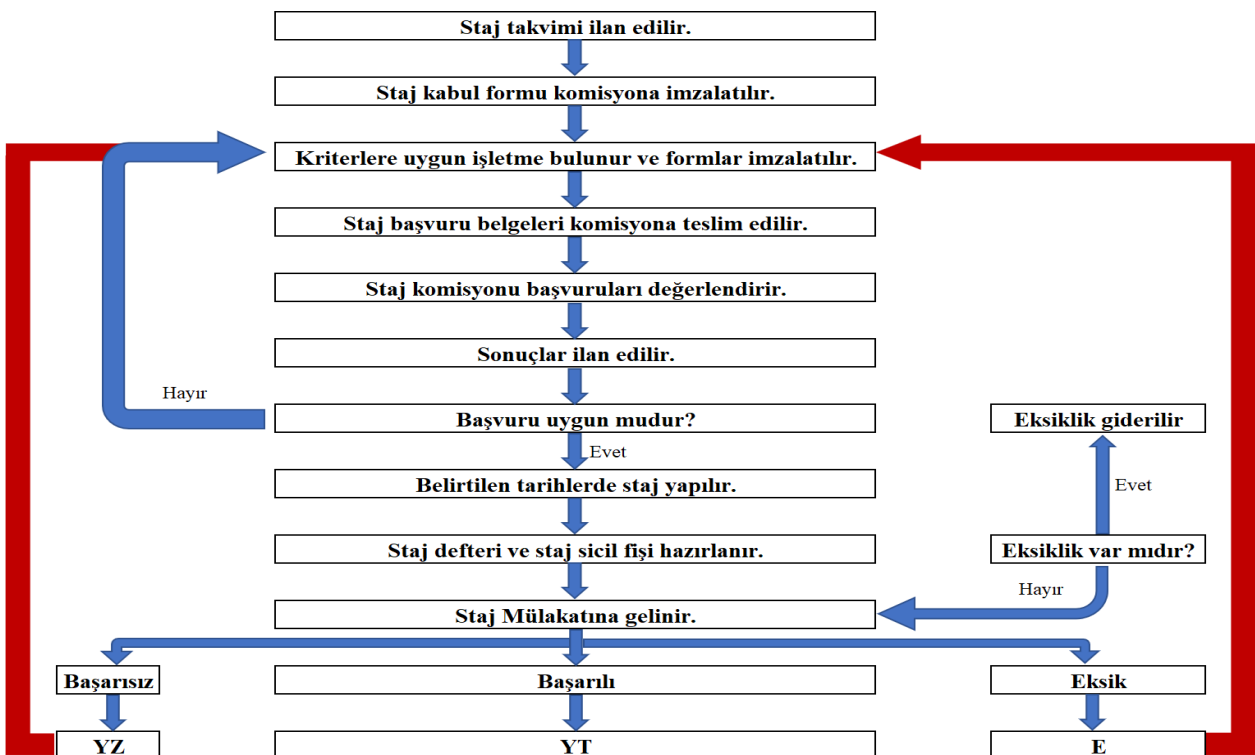 Staj takvimi ilan edilir.
Staj kabul formu komisyona imzalatılır.
Kriterlere uygun işletme bulunur ve formlar imzalatılır.
Staj başvuru belgeleri komisyona teslim edilir.
Staj komisyonu başvuruları değerlendirir.
Sonuçlar ilan edilir.
Hayır
Başvuru uygun mudur?
Eksiklik giderilir
Evet
Belirtilen tarihlerde staj yapılır.
Evet
Staj defteri ve staj sicil fişi hazırlanır.
Eksiklik var mıdır?
Hayır
Staj Mülakatına gelinir.
Başarısız
Başarılı
Eksik
YZ
YT
E